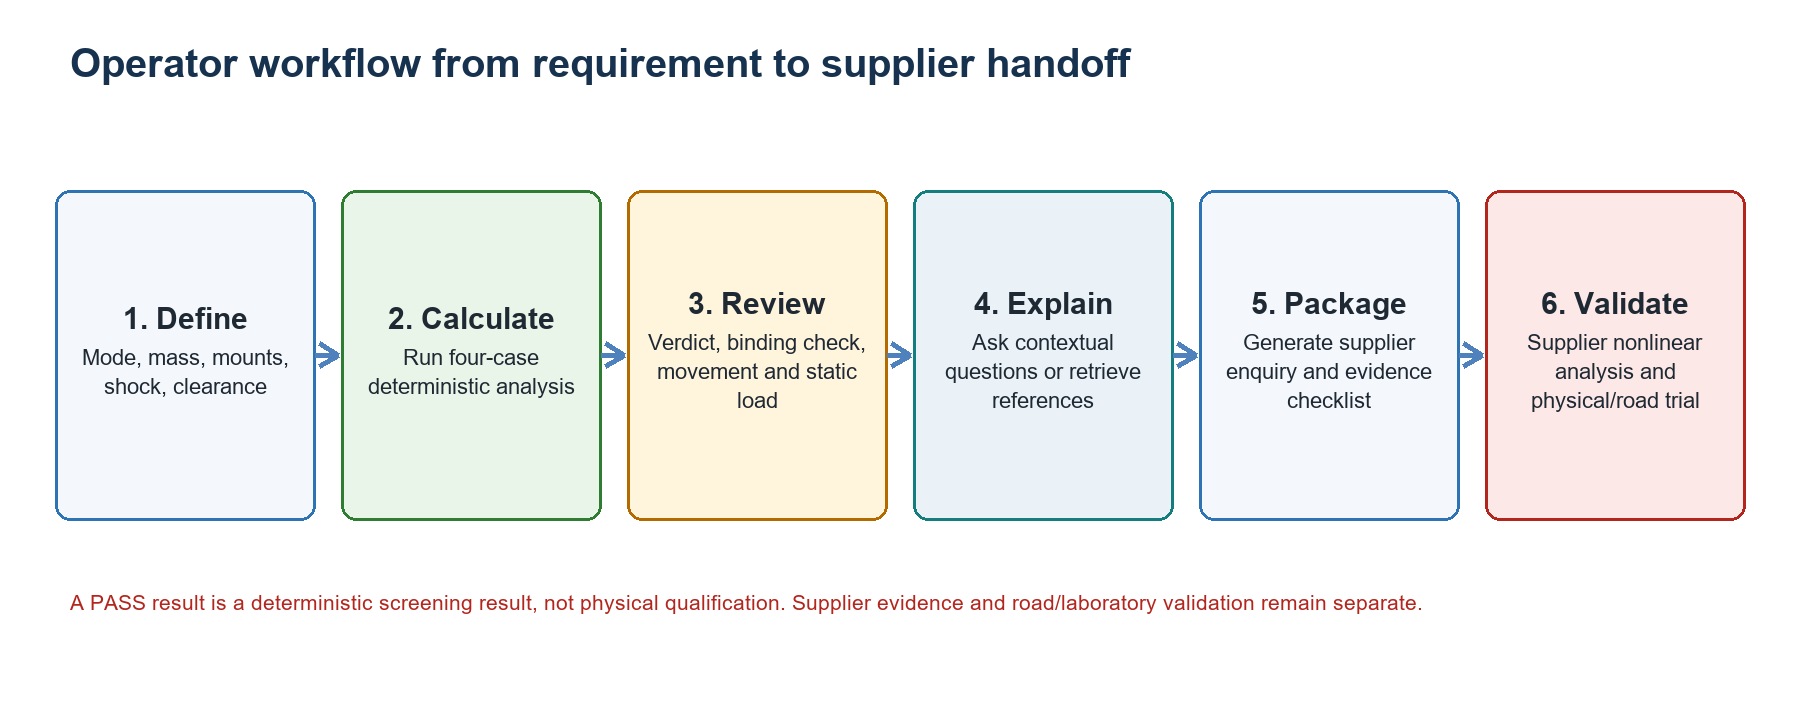 Operator workflow from requirement to supplier handoff
1. Define
Mode, mass, mounts,
shock, clearance
2. Calculate
Run four-case
deterministic analysis
3. Review
Verdict, binding check,
movement and static
load
4. Explain
Ask contextual
questions or retrieve
references
5. Package
Generate supplier
enquiry and evidence
checklist
6. Validate
Supplier nonlinear
analysis and
physical/road trial
A PASS result is a deterministic screening result, not physical qualification. Supplier evidence and road/laboratory validation remain separate.